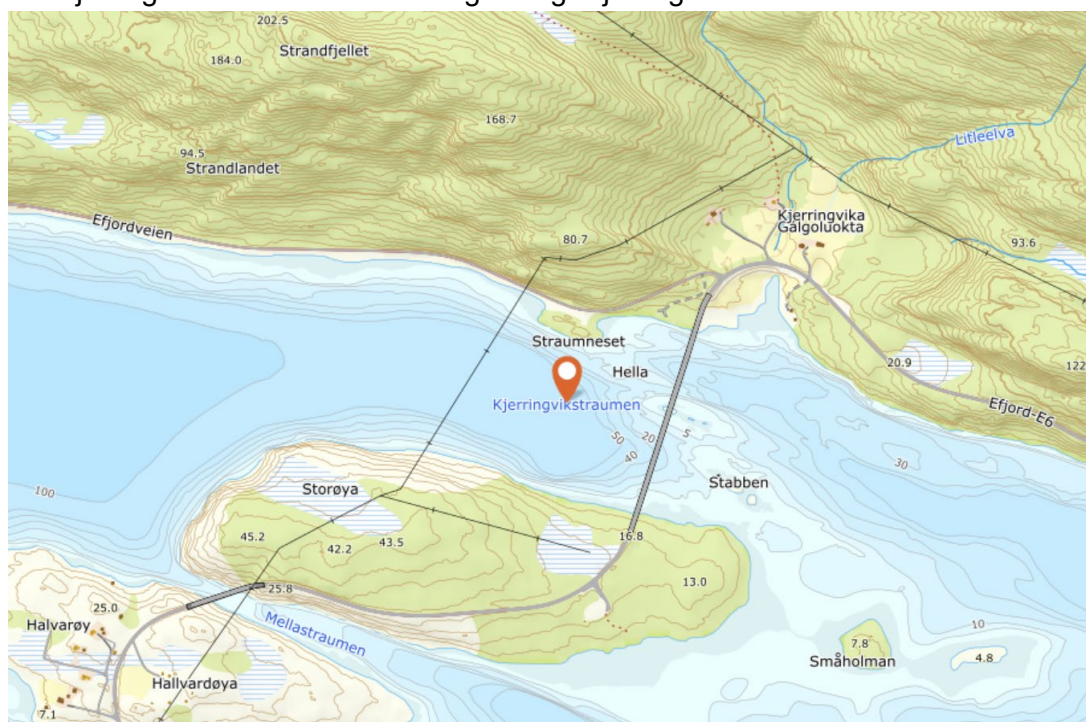 202.5
Strandfjellet
184.0
168.7
Litleelva
94.5
Strandlandet
Kjerringvika
Gálgoluokta
Efjordveien
80.7
93.6
Straumneset
Hella
122
20.9
Kjerringvikstraumen
Efjord-E6
50
20
5
40
30
Stabben
100
Storøya
45.2
42.2
43.5
16.8
13.0
25.8
25.0
Halvarøy
Mellastraumen
10
7.8
4.8
Småholman
Hallvardøya
7.1